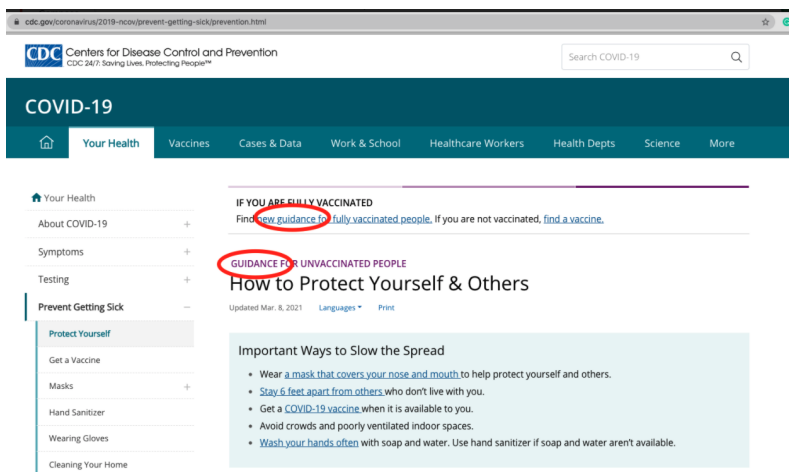 cdc.gov/coronavirus/2019-ncov/prevent-getting-sick/prevention.html
CDC Centers for Disease Control and Prevention
CDC 24/7: Saving Lives, Protecting People™
Search COVID-19
COVID-19
Your Health Vaccines Cases & Data Work & School Healthcare Workers Health Depts Science More
Your Health
About COVID-19 +
Symptoms +
Testing +
Prevent Getting Sick −
Protect Yourself
Get a Vaccine
Masks +
Hand Sanitizer
Wearing Gloves
Cleaning Your Home
IF YOU ARE FULLY VACCINATED
Find new guidance for fully vaccinated people. If you are not vaccinated, find a vaccine.
GUIDANCE FOR UNVACCINATED PEOPLE
How to Protect Yourself & Others
Updated Mar. 8, 2021 Languages Print
Important Ways to Slow the Spread
• Wear a mask that covers your nose and mouth to help protect yourself and others.
• Stay 6 feet apart from others who don't live with you.
• Get a COVID-19 vaccine when it is available to you.
• Avoid crowds and poorly ventilated indoor spaces.
• Wash your hands often with soap and water. Use hand sanitizer if soap and water aren't available.